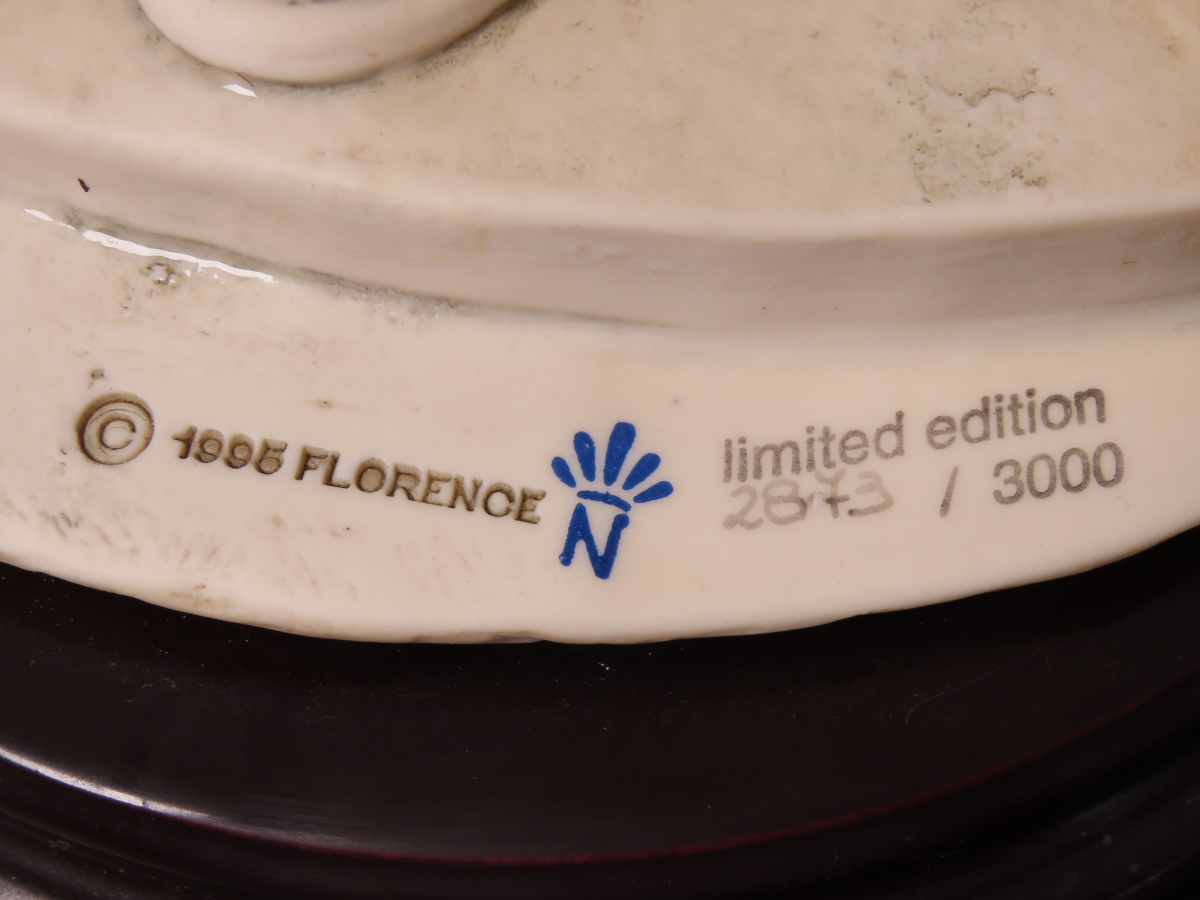 © 1995 FLORENCE
N
limited edition
2873 / 3000